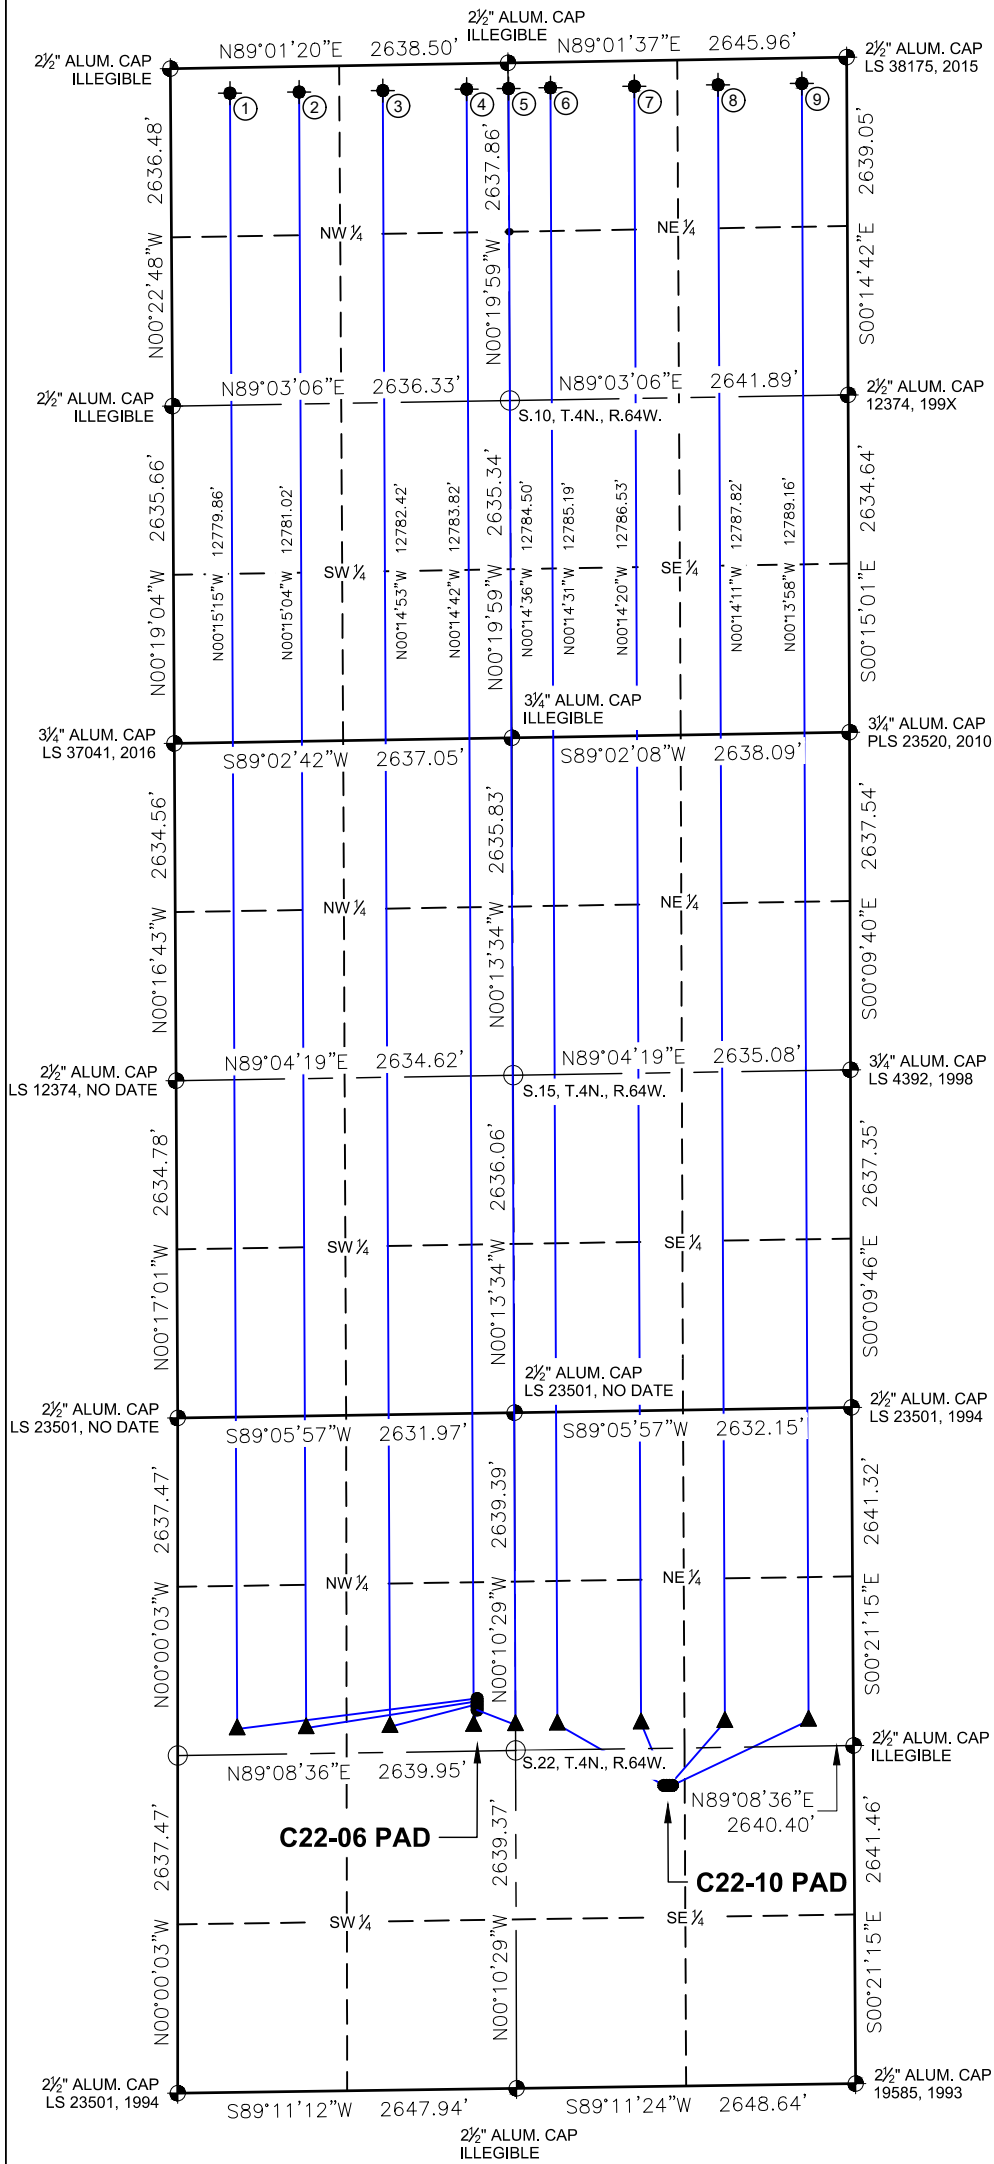 2½" ALUM. CAP
ILLEGIBLE
N89°01'20"E 2638.50'
N89°01'37"E 2645.96'
2½" ALUM. CAP
ILLEGIBLE
2½" ALUM. CAP
LS 38175, 2015
1
2
3
4
5
6
7
8
9
N00°22'48"W 2636.48'
N00°19'59"W 2637.86'
S00°14'42"E 2639.05'
NW ¼
NE ¼
2½" ALUM. CAP
ILLEGIBLE
N89°03'06"E 2636.33'
N89°03'06"E 2641.89'
2½" ALUM. CAP
12374, 199X
S.10, T.4N., R.64W.
N00°19'04"W 2635.66'
N00°15'15"W 12779.86'
N00°15'04"W 12781.02'
N00°14'53"W 12782.42'
N00°14'42"W 12783.82'
N00°19'59"W 2635.34'
N00°14'36"W 12784.50'
N00°14'31"W 12785.19'
N00°14'20"W 12786.53'
N00°14'11"W 12787.82'
N00°13'58"W 12789.16'
S00°15'01"E 2634.64'
SW ¼
SE ¼
3¼" ALUM. CAP
ILLEGIBLE
3¼" ALUM. CAP
LS 37041, 2016
3¼" ALUM. CAP
PLS 23520, 2010
S89°02'42"W 2637.05'
S89°02'08"W 2638.09'
N00°16'43"W 2634.56'
N00°13'34"W 2635.83'
S00°09'40"E 2637.54'
NW ¼
NE ¼
2½" ALUM. CAP
LS 12374, NO DATE
N89°04'19"E 2634.62'
N89°04'19"E 2635.08'
3¼" ALUM. CAP
LS 4392, 1998
S.15, T.4N., R.64W.
N00°17'01"W 2634.78'
N00°13'34"W 2636.06'
S00°09'46"E 2637.35'
SW ¼
SE ¼
2½" ALUM. CAP
LS 23501, NO DATE
2½" ALUM. CAP
LS 23501, NO DATE
2½" ALUM. CAP
LS 23501, 1994
S89°05'57"W 2631.97'
S89°05'57"W 2632.15'
N00°00'03"W 2637.47'
N00°10'29"W 2639.39'
S00°21'15"E 2641.32'
NW ¼
NE ¼
2½" ALUM. CAP
ILLEGIBLE
S.22, T.4N., R.64W.
N89°08'36"E 2639.95'
N89°08'36"E
2640.40'
C22-06 PAD
C22-10 PAD
N00°00'03"W 2637.47'
N00°10'29"W 2639.37'
S00°21'15"E 2641.46'
SW ¼
SE ¼
2½" ALUM. CAP
LS 23501, 1994
2½" ALUM. CAP
19585, 1993
S89°11'12"W 2647.94'
S89°11'24"W 2648.64'
2½" ALUM. CAP
ILLEGIBLE